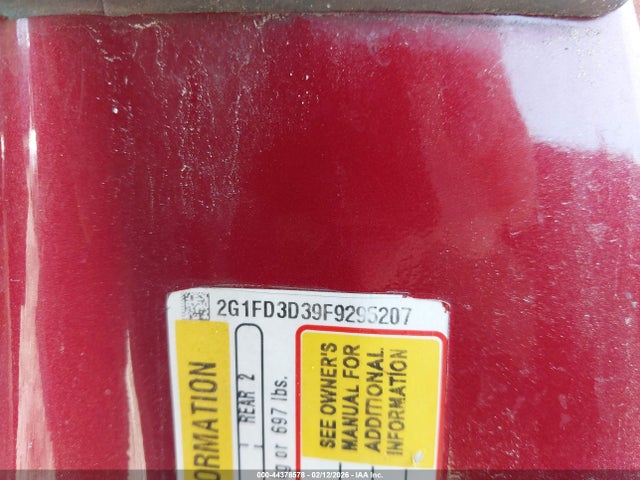 2G1FD3D39F9295207
ORMATION
REAR 2
g or 697 lbs.
SEE OWNER'S
MANUAL FOR
ADDITIONAL
INFORMATION
000-44378578 — 02/12/2026 — IAA Inc.